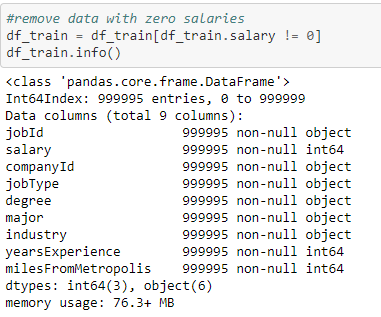 #remove data with zero salaries
df_train = df_train[df_train.salary != 0]
df_train.info()
<class 'pandas.core.frame.DataFrame'>
Int64Index: 999995 entries, 0 to 999999
Data columns (total 9 columns):
jobId                  999995 non-null object
salary                 999995 non-null int64
companyId              999995 non-null object
jobType                999995 non-null object
degree                 999995 non-null object
major                  999995 non-null object
industry               999995 non-null object
yearsExperience        999995 non-null int64
milesFromMetropolis    999995 non-null int64
dtypes: int64(3), object(6)
memory usage: 76.3+ MB